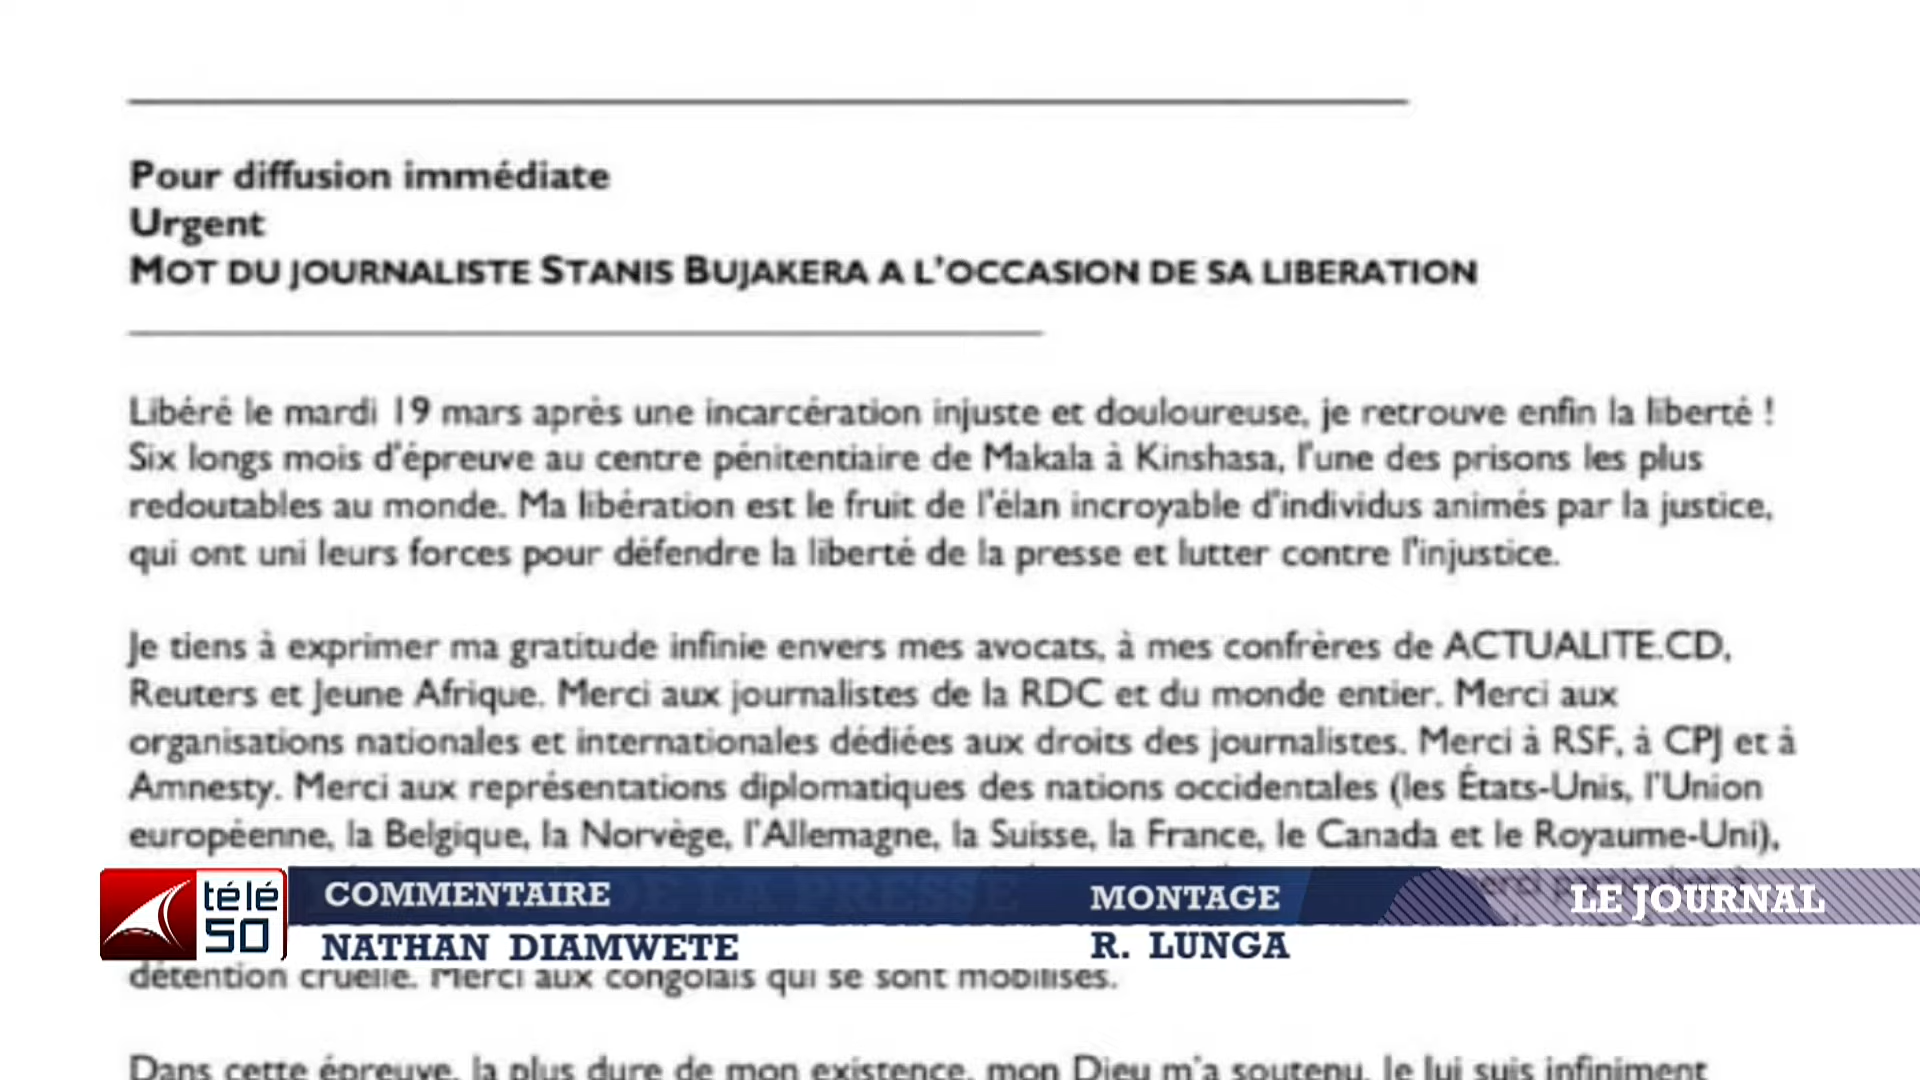 Pour diffusion immédiate
Urgent
MOT DU JOURNALISTE STANIS BUJAKERA A L'OCCASION DE SA LIBERATION
Libéré le mardi 19 mars après une incarcération injuste et douloureuse, je retrouve enfin la liberté !
Six longs mois d'épreuve au centre pénitentiaire de Makala à Kinshasa, l'une des prisons les plus
redoutables au monde. Ma libération est le fruit de l'élan incroyable d'individus animés par la justice,
qui ont uni leurs forces pour défendre la liberté de la presse et lutter contre l'injustice.
Je tiens à exprimer ma gratitude infinie envers mes avocats, à mes confrères de ACTUALITE.CD,
Reuters et Jeune Afrique. Merci aux journalistes de la RDC et du monde entier. Merci aux
organisations nationales et internationales dédiées aux droits des journalistes. Merci à RSF, à CPJ et à
Amnesty. Merci aux représentations diplomatiques des nations occidentales (les États-Unis, l'Union
européenne, la Belgique, la Norvège, l'Allemagne, la Suisse, la France, le Canada et le Royaume-Uni),
télé
50
COMMENTAIRE
MONTAGE
LE JOURNAL
NATHAN DIAMWETE
R. LUNGA
détention cruelle. Merci aux congolais qui se sont mobilisés.
Dans cette épreuve, la plus dure de mon existence, mon Dieu m'a soutenu. Je lui suis infiniment